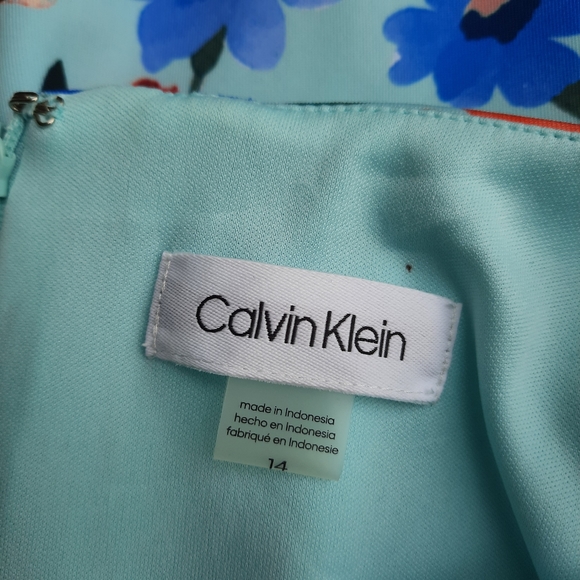 Calvin Klein
made in Indonesia
hecho en Indonesia
fabriqué en Indonesie
14